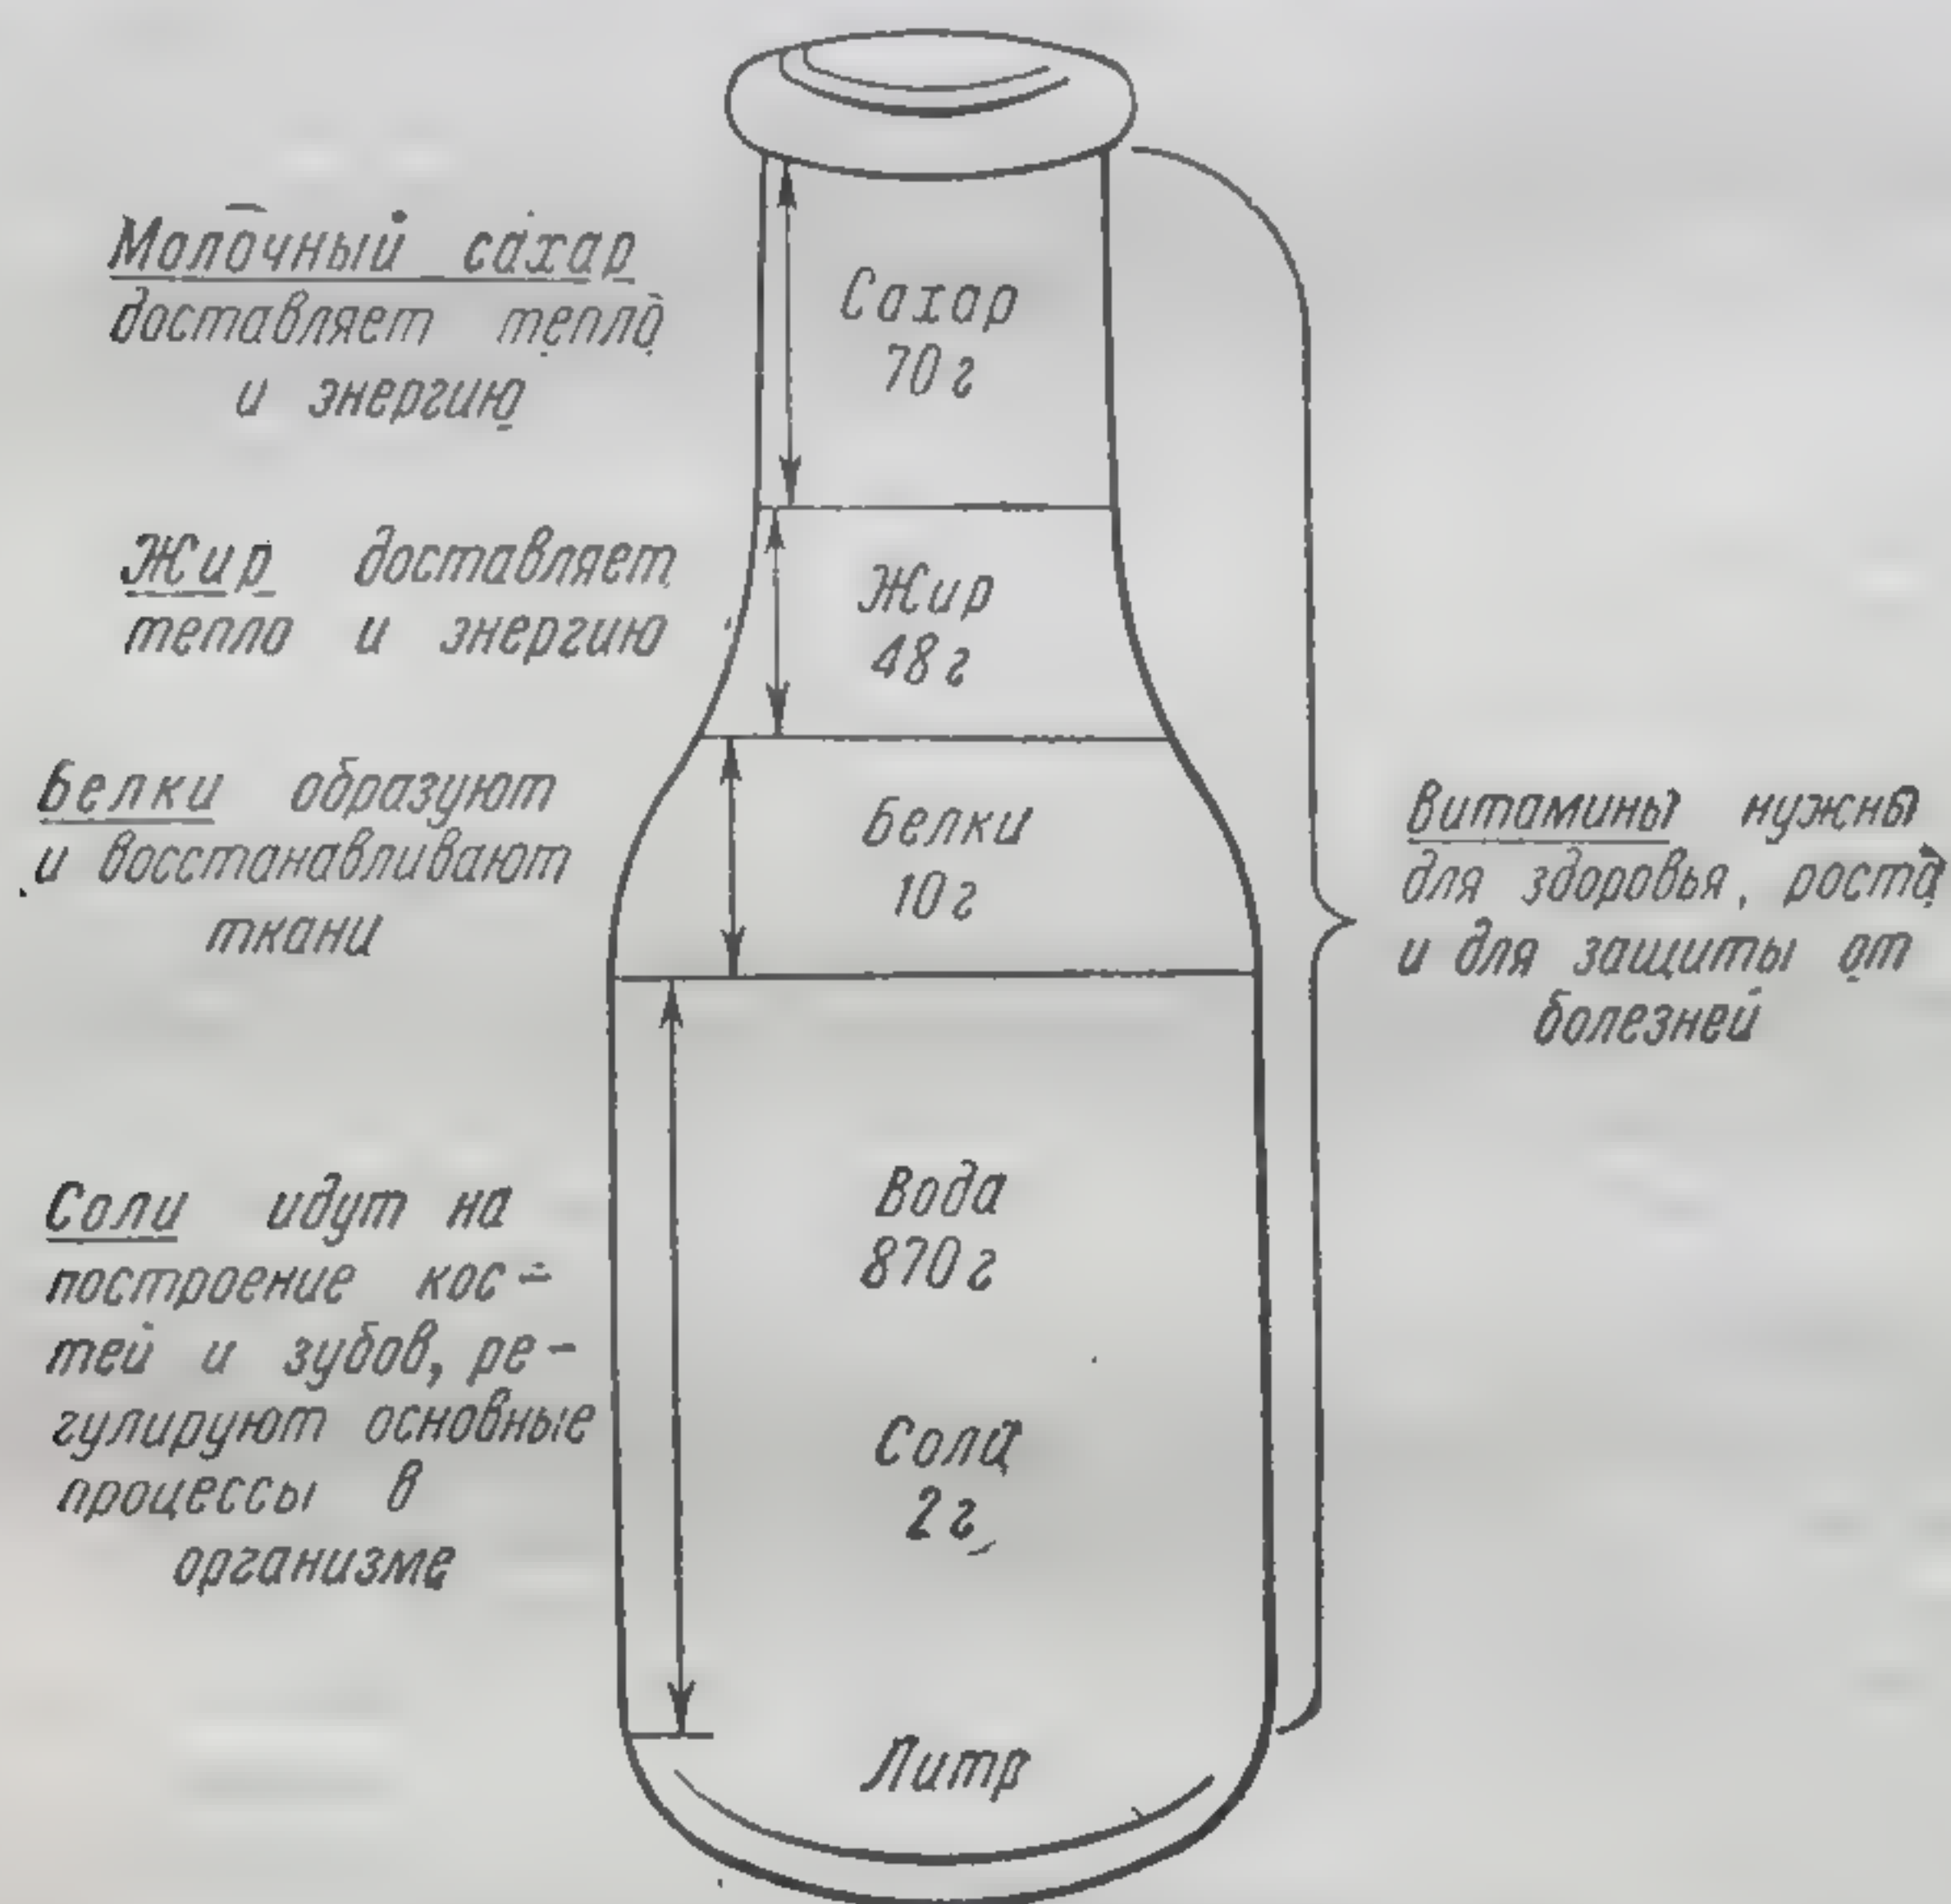 Молочный сахар
доставляет тепло
и энергию
Жир доставляет
тепло и энергию
Белки образуют
и восстанавливают
ткани
Соли идут на
построение кос-
тей и зубов, ре-
гулируют основные
процессы в
организме
Сахар
70 г
Жир
48 г
Белки
10 г
Вода
870 г
Соли
2 г
Литр
Витамины нужны
для здоровья, роста
и для защиты от
болезней